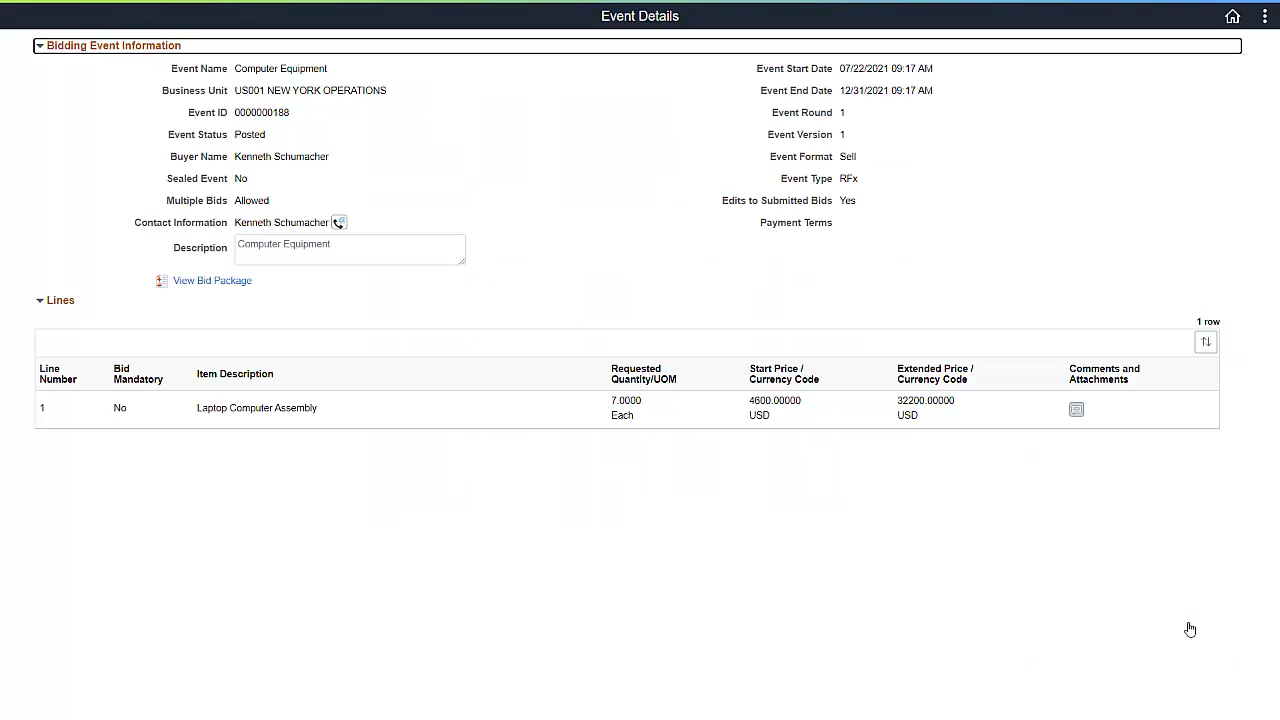 Event Details
Bidding Event Information
Event Name Computer Equipment
Event Start Date 07/22/2021 09:17 AM
Business Unit US001 NEW YORK OPERATIONS
Event End Date 12/31/2021 09:17 AM
Event ID 0000000188
Event Round 1
Event Status Posted
Event Version 1
Buyer Name Kenneth Schumacher
Event Format Sell
Sealed Event No
Event Type RFx
Multiple Bids Allowed
Edits to Submitted Bids Yes
Contact Information Kenneth Schumacher
Payment Terms
Description Computer Equipment
View Bid Package
Lines
1 row
Line Number
Bid Mandatory
Item Description
Requested Quantity/UOM
Start Price / Currency Code
Extended Price / Currency Code
Comments and Attachments
1 No Laptop Computer Assembly 7.0000 4600.00000 32200.00000
Each USD USD